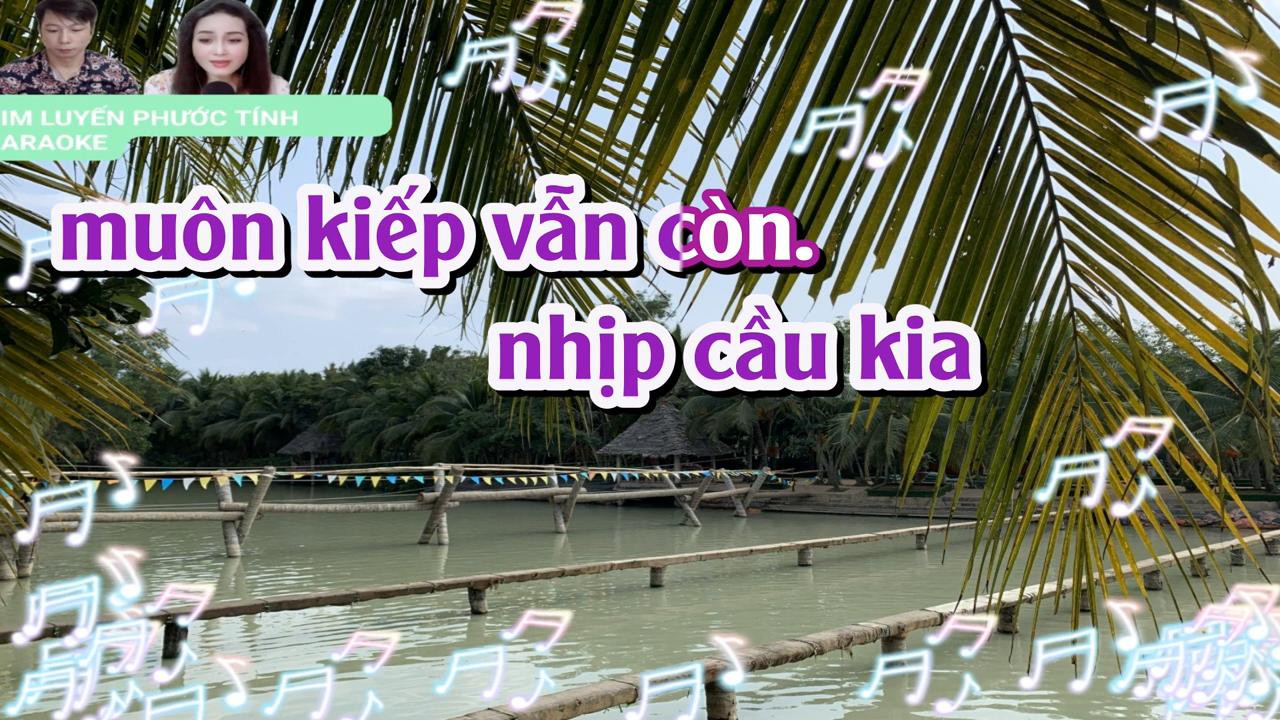 IM LUYẾN PHƯỚC TÍNH
ARAOKE
muôn kiếp vẫn còn.
nhịp cầu kia